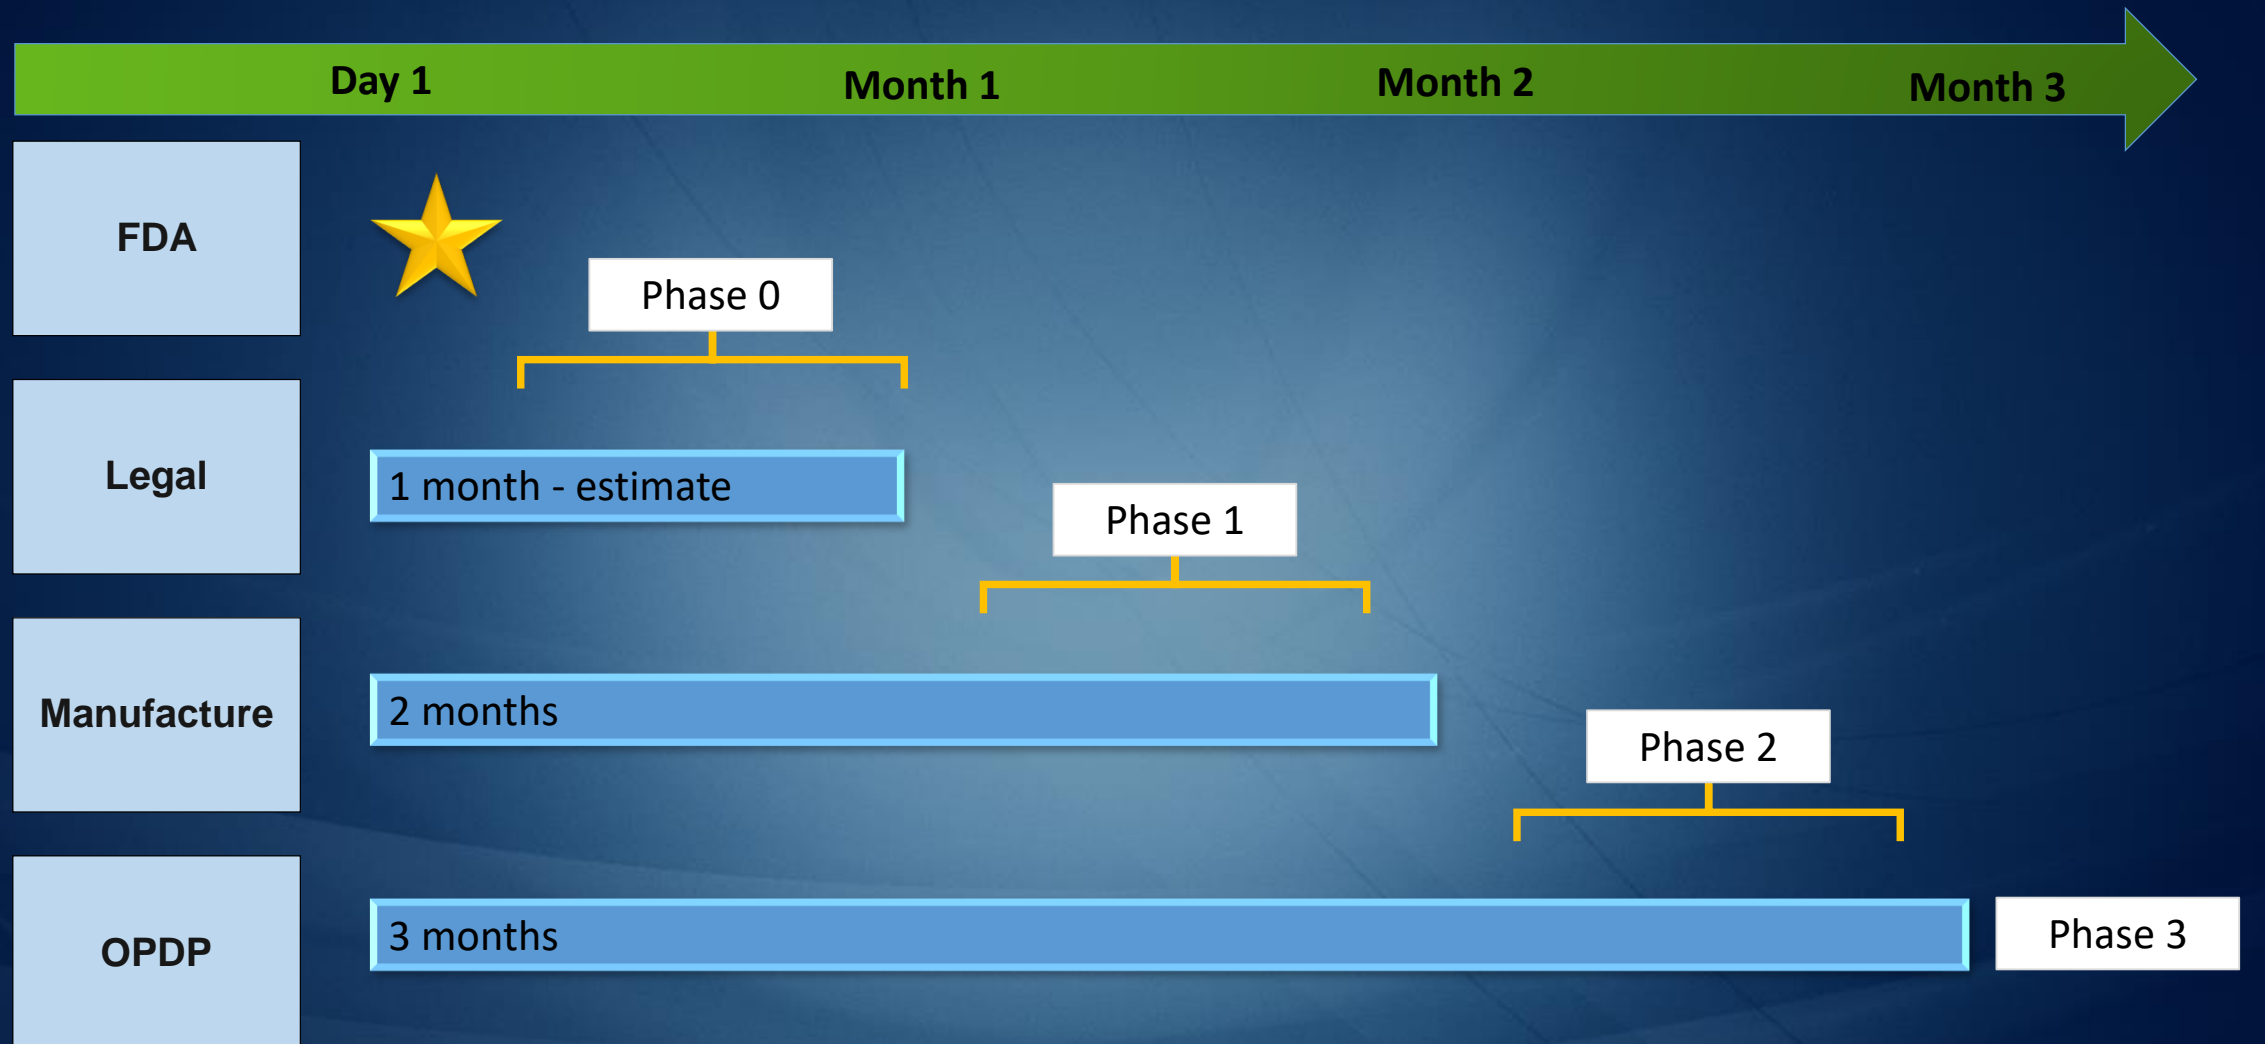 Day 1
Month 1
Month 2
Month 3
FDA
Phase 0
Legal
1 month - estimate
Phase 1
Manufacture
2 months
Phase 2
OPDP
3 months
Phase 3